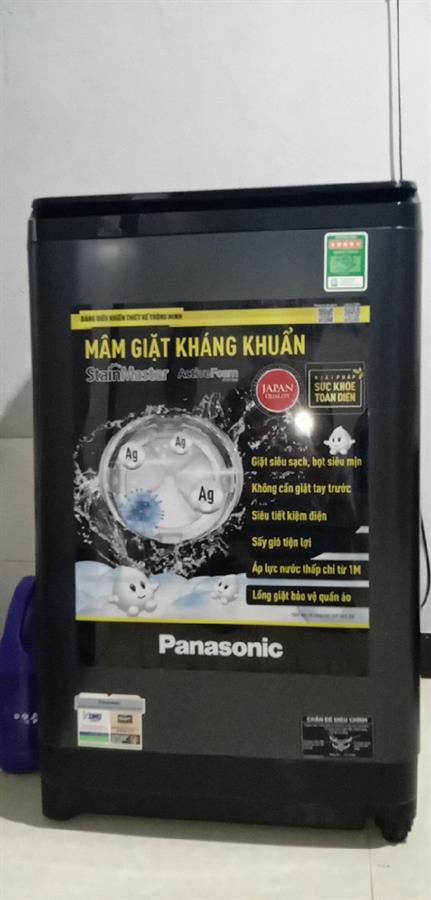 BẢNG ĐIỀU KHIỂN THIẾT KẾ THÔNG MINH
MÂM GIẶT KHÁNG KHUẨN
StainMaster ActiveFoam
JAPAN
QUALITY
GIẢI PHÁP
SỨC KHỎE
TOÀN DIỆN
Ag
Ag
Ag
Giặt siêu sạch, bọt siêu mịn
Không cần giặt tay trước
Siêu tiết kiệm điện
Sấy gió tiện lợi
Áp lực nước thấp chỉ từ 1M
Lồng giặt bảo vệ quần áo
Panasonic
Panasonic
CHÂN ĐẾ ĐIỀU CHỈNH